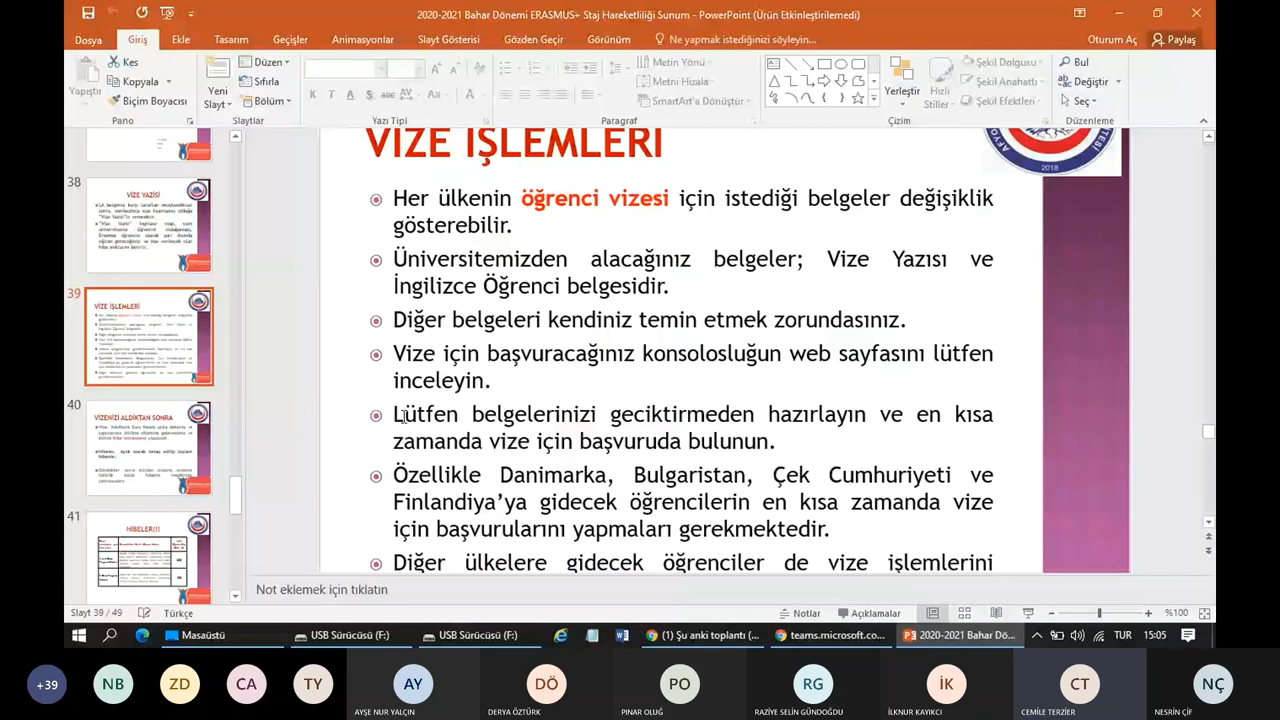 2020-2021 Bahar Dönemi ERASMUS+ Staj Hareketliliği Sunum - PowerPoint (Ürün Etkinleştirilemedi)
Dosya Giriş Ekle Tasarım Geçişler Animasyonlar Slayt Gösterisi Gözden Geçir Görünüm Ne yapmak istediğinizi söyleyin... Oturum Aç Paylaş
Yapıştır
Kes
Kopyala
Biçim Boyacısı
Pano
Yeni
Slayt
Düzen
Sıfırla
Bölüm
Slaytlar
K T A S abc AV Aa A
Yazı Tipi
Metin Yönü
Metni Hizala
SmartArt'a Dönüştür
Paragraf
Yerleştir
Hızlı
Stiller
Şekil Dolgusu
Şekil Anahattı
Şekil Efektleri
Çizim
Bul
Değiştir
Seç
Düzenleme
38
VİZE YAZISI
39
VİZE İŞLEMLERİ
40
VİZENİZİ ALDIKTAN SONRA
41
HİBELER!!!
VİZE İŞLEMLERİ
2018
Her ülkenin öğrenci vizesi için istediği belgeler değişiklik
gösterebilir.
Üniversitemizden alacağınız belgeler; Vize Yazısı ve
İngilizce Öğrenci belgesidir.
Diğer belgeleri kendiniz temin etmek zorundasınız.
Vize için başvuracağınız konsolosluğun web sayfasını lütfen
inceleyin.
Lütfen belgelerinizi geciktirmeden hazırlayın ve en kısa
zamanda vize için başvuruda bulunun.
Özellikle Danimarka, Bulgaristan, Çek Cumhuriyeti ve
Finlandiya'ya gidecek öğrencilerin en kısa zamanda vize
için başvurularını yapmaları gerekmektedir.
Diğer ülkelere gidecek öğrenciler de vize işlemlerini
Not eklemek için tıklatın
Slayt 39 / 49 Türkçe Notlar Açıklamalar %100
Masaüstü USB Sürücüsü (F:) USB Sürücüsü (F:) (1) Şu anki toplantı (... teams.microsoft.co... 2020-2021 Bahar Dö... TUR 15:05
+39 NB ZD CA TY AY DÖ PO RG İK CT NÇ
AYŞE NUR YALÇIN DERYA ÖZTÜRK PINAR OLUĞ RAZİYE SELİN GÜNDOĞDU İLKNUR KAYIKCI CEMİLE TERZİER NESRİN ÇİF